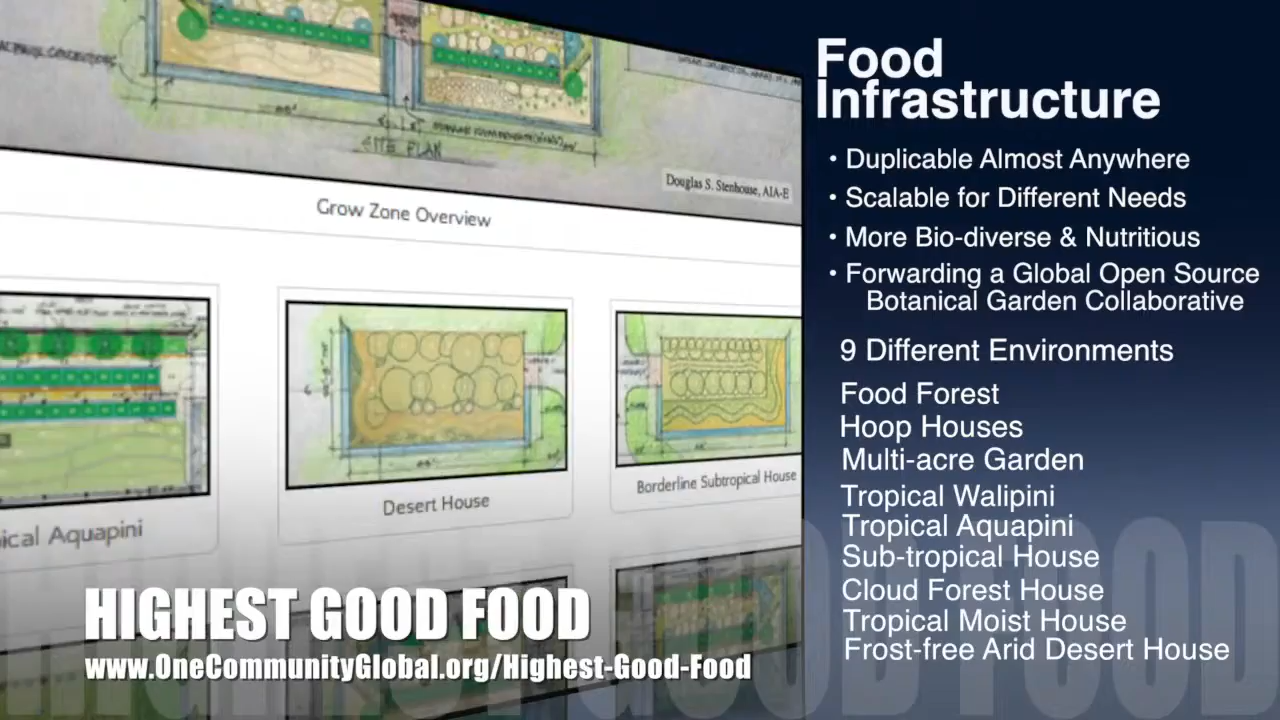 SITE PLAN
Douglas S. Stenhouse, AIA-E
Grow Zone Overview
ical Aquapini
Desert House
Borderline Subtropical House
HIGHEST GOOD FOOD
www.OneCommunityGlobal.org/Highest-Good-Food
Food
Infrastructure
• Duplicable Almost Anywhere
• Scalable for Different Needs
• More Bio-diverse & Nutritious
• Forwarding a Global Open Source
Botanical Garden Collaborative
9 Different Environments
Food Forest
Hoop Houses
Multi-acre Garden
Tropical Walipini
Tropical Aquapini
Sub-tropical House
Cloud Forest House
Tropical Moist House
Frost-free Arid Desert House
HIGHEST GOOD FOOD